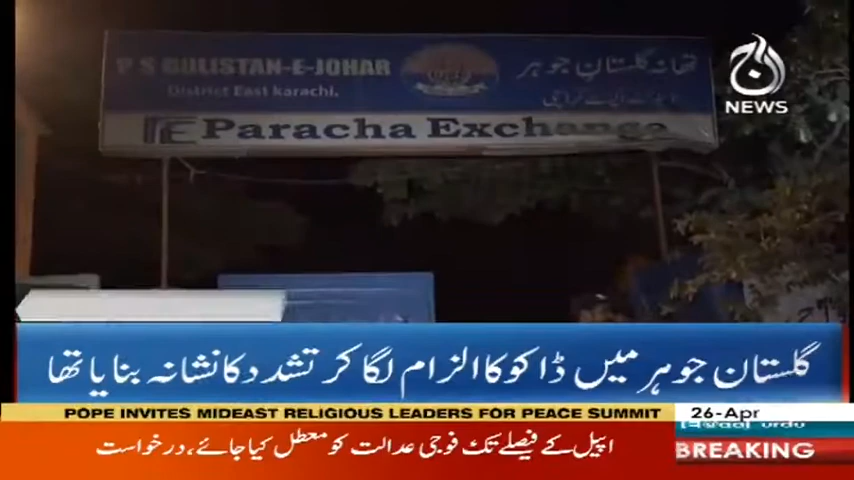 P S GULISTAN-E-JOHAR
تھانہ گلستان جوہر
District East karachi.
Paracha Exchange
آج
NEWS
گلستان جوہر میں ڈاکو کا الزام لگا کر تشدد کا نشانہ بنایا تھا
POPE INVITES MIDEAST RELIGIOUS LEADERS FOR PEACE SUMMIT
26-Apr
urdu
BREAKING
اپیل کے فیصلے تک فوجی عدالت کو معطل کیا جائے، درخواست